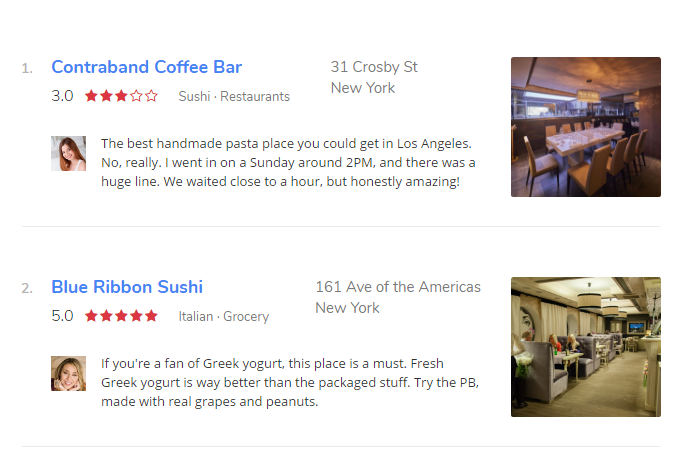 1. Contraband Coffee Bar
31 Crosby St
New York
3.0 Sushi · Restaurants
The best handmade pasta place you could get in Los Angeles.
No, really. I went in on a Sunday around 2PM, and there was a
huge line. We waited close to a hour, but honestly amazing!
2. Blue Ribbon Sushi
161 Ave of the Americas
New York
5.0 Italian · Grocery
If you're a fan of Greek yogurt, this place is a must. Fresh
Greek yogurt is way better than the packaged stuff. Try the PB,
made with real grapes and peanuts.